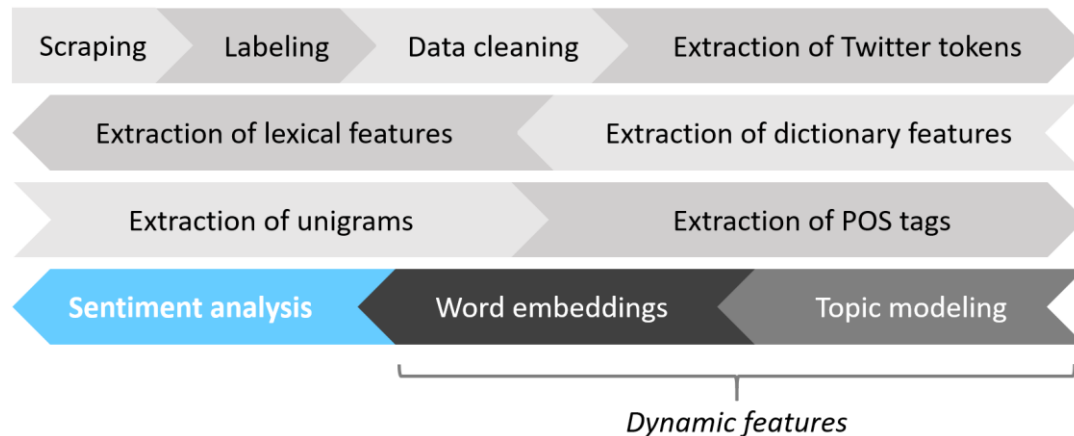 Scraping
Labeling
Data cleaning
Extraction of Twitter tokens
Extraction of lexical features
Extraction of dictionary features
Extraction of unigrams
Extraction of POS tags
Sentiment analysis
Word embeddings
Topic modeling
Dynamic features